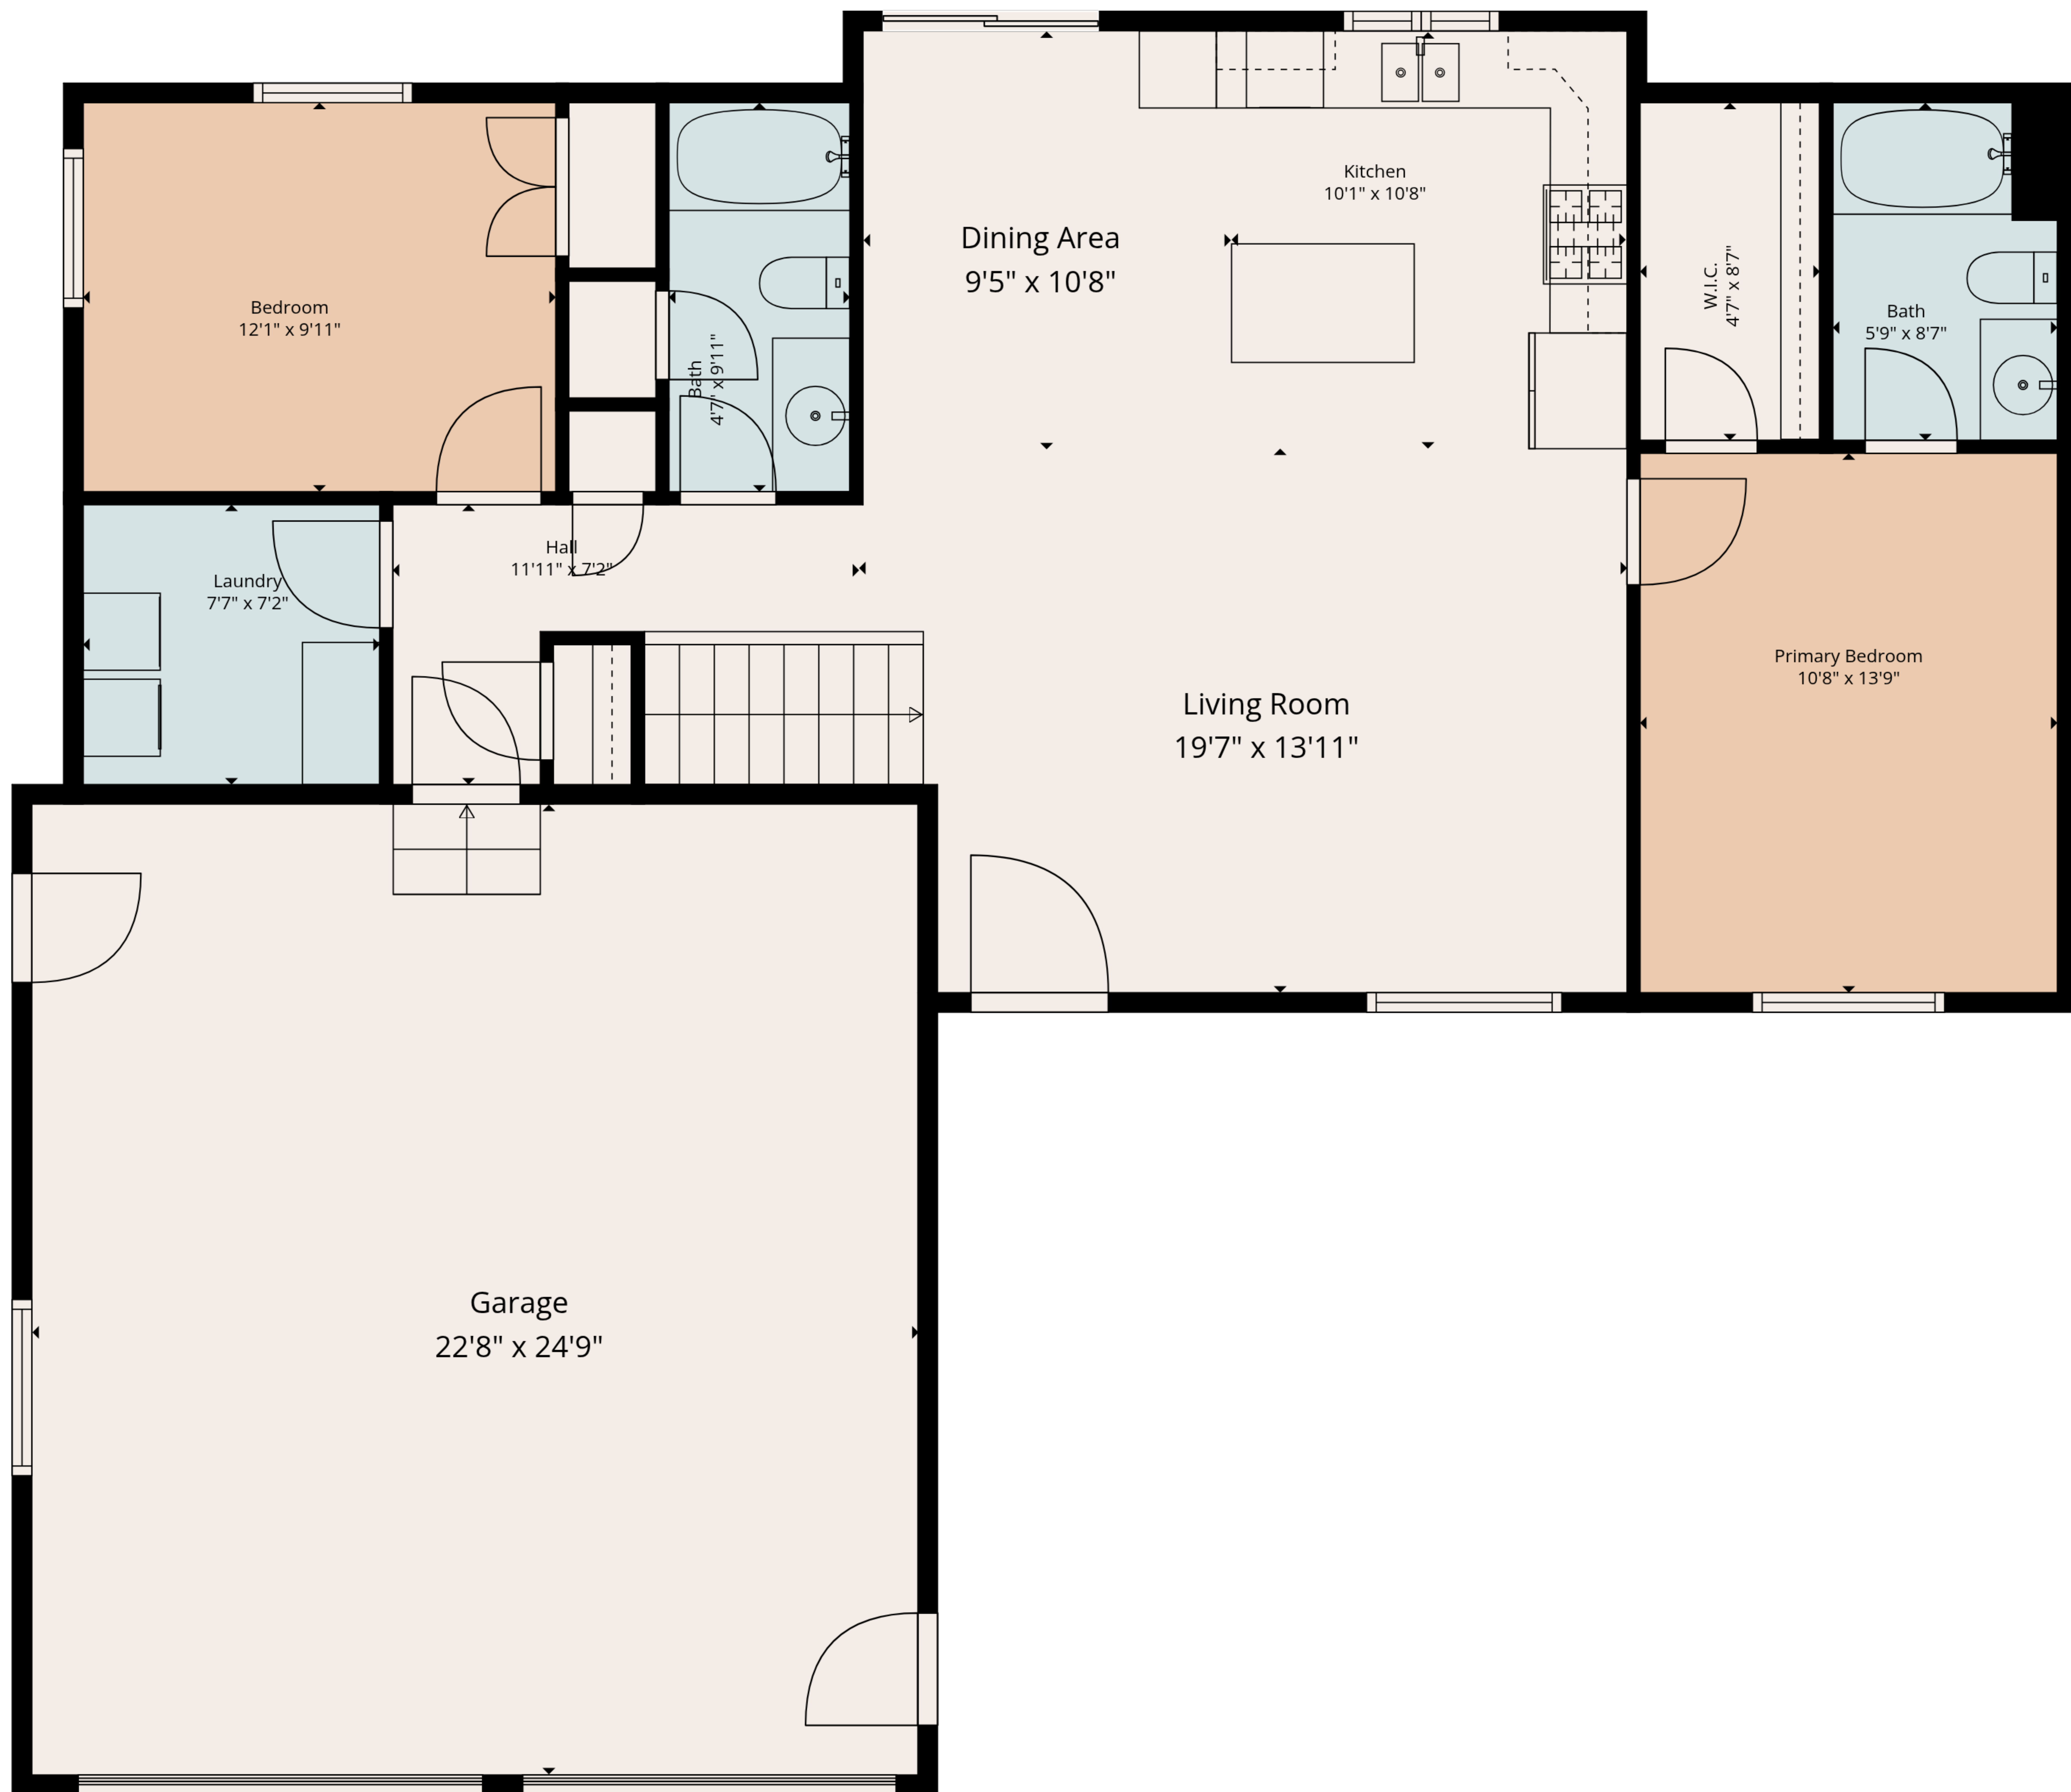 Kitchen
10'1" x 10'8"
Dining Area
9'5" x 10'8"
W.I.C.
4'7" x 8'7"
Bath
5'9" x 8'7"
Bedroom
12'1" x 9'11"
Bath
4'7" x 9'11"
Hall
11'11" x 7'2"
Laundry
7'7" x 7'2"
Primary Bedroom
10'8" x 13'9"
Living Room
19'7" x 13'11"
Garage
22'8" x 24'9"